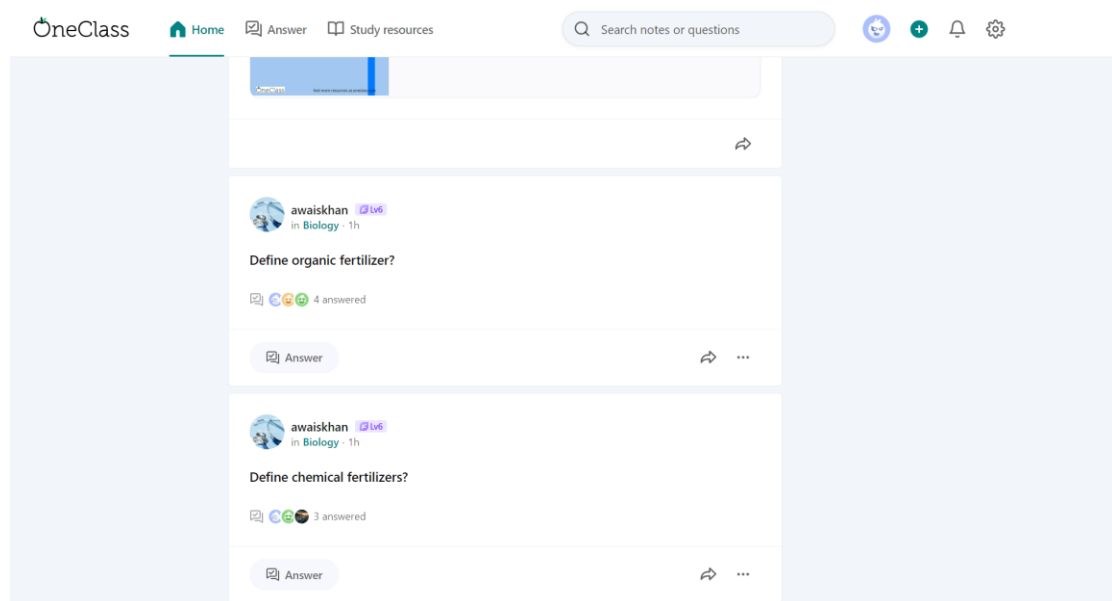 OneClass
Home Answer Study resources Search notes or questions
OneClass
awaiskhan Lv6
in Biology · 1h
Define organic fertilizer?
4 answered
Answer
awaiskhan Lv6
in Biology · 1h
Define chemical fertilizers?
3 answered
Answer